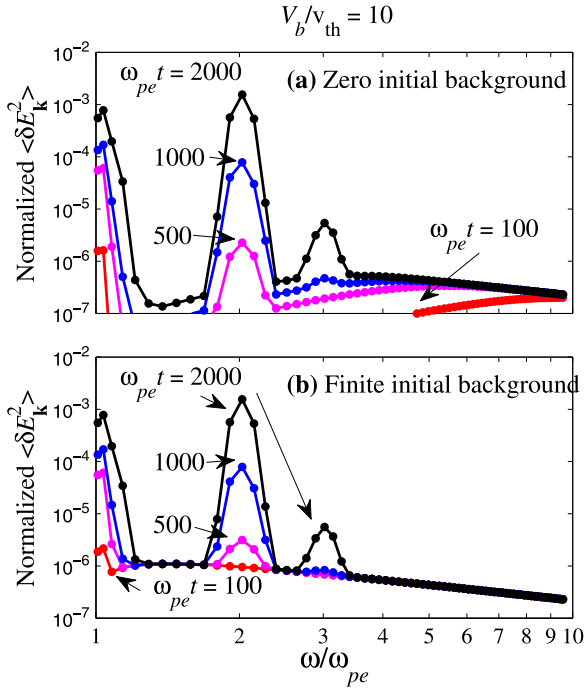 V_b/v_th = 10
10^-2
10^-3
10^-4
10^-5
10^-6
10^-7
Normalized <δE_k^2>
ω_pe t = 2000
(a) Zero initial background
1000
500
ω_pe t = 100
10^-2
10^-3
10^-4
10^-5
10^-6
10^-7
Normalized <δE_k^2>
ω_pe t = 2000
(b) Finite initial background
1000
500
ω_pe t = 100
1 2 3 4 5 6 7 8 9 10
ω/ω_pe